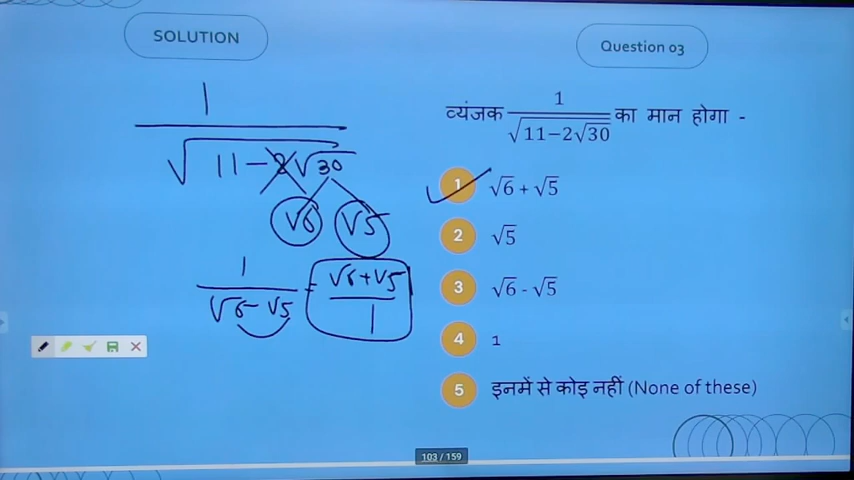 SOLUTION
1
√11-2√30
√6 √5
1
√6-√5
=
√6+√5
1
Question 03
व्यंजक 1/√11−2√30 का मान होगा -
1 √6 + √5
2 √5
3 √6 - √5
4 1
5 इनमें से कोइ नहीं (None of these)
103 / 159